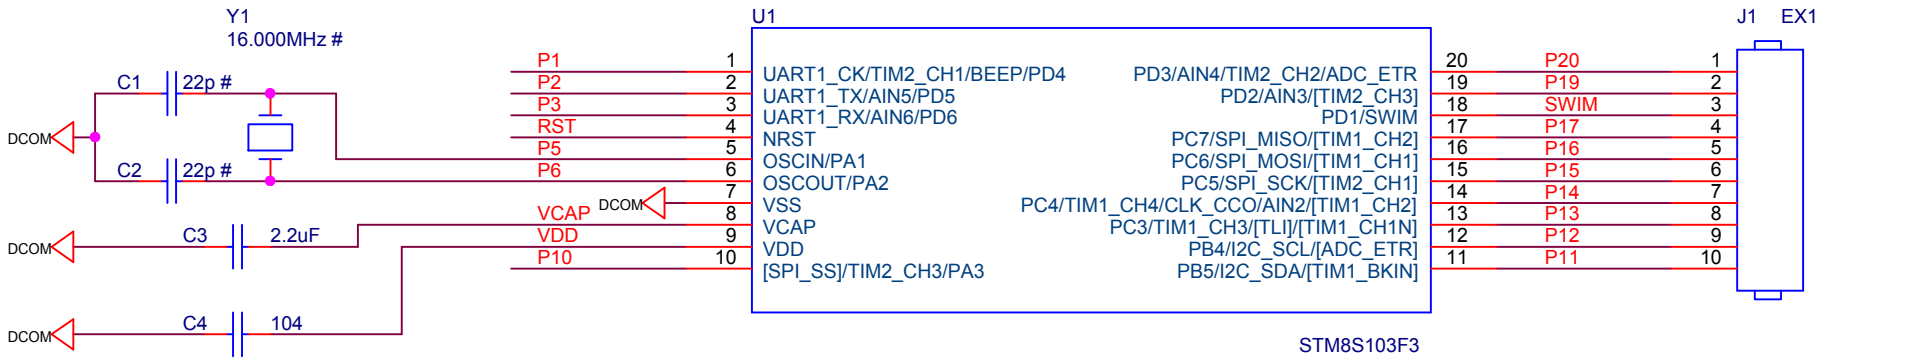 Y1
16.000MHz #
C1 22p #
C2 22p #
DCOM
C3 2.2uF
DCOM
C4 104
DCOM
DCOM
U1
P1 1 UART1_CK/TIM2_CH1/BEEP/PD4
P2 2 UART1_TX/AIN5/PD5
P3 3 UART1_RX/AIN6/PD6
RST 4 NRST
P5 5 OSCIN/PA1
P6 6 OSCOUT/PA2
7 VSS
VCAP 8 VCAP
VDD 9 VDD
P10 10 [SPI_SS]/TIM2_CH3/PA3
PD3/AIN4/TIM2_CH2/ADC_ETR 20 P20 1
PD2/AIN3/[TIM2_CH3] 19 P19 2
PD1/SWIM 18 SWIM 3
PC7/SPI_MISO/[TIM1_CH2] 17 P17 4
PC6/SPI_MOSI/[TIM1_CH1] 16 P16 5
PC5/SPI_SCK/[TIM2_CH1] 15 P15 6
PC4/TIM1_CH4/CLK_CCO/AIN2/[TIM1_CH2] 14 P14 7
PC3/TIM1_CH3/[TLI]/[TIM1_CH1N] 13 P13 8
PB4/I2C_SCL/[ADC_ETR] 12 P12 9
PB5/I2C_SDA/[TIM1_BKIN] 11 P11 10
STM8S103F3
J1 EX1